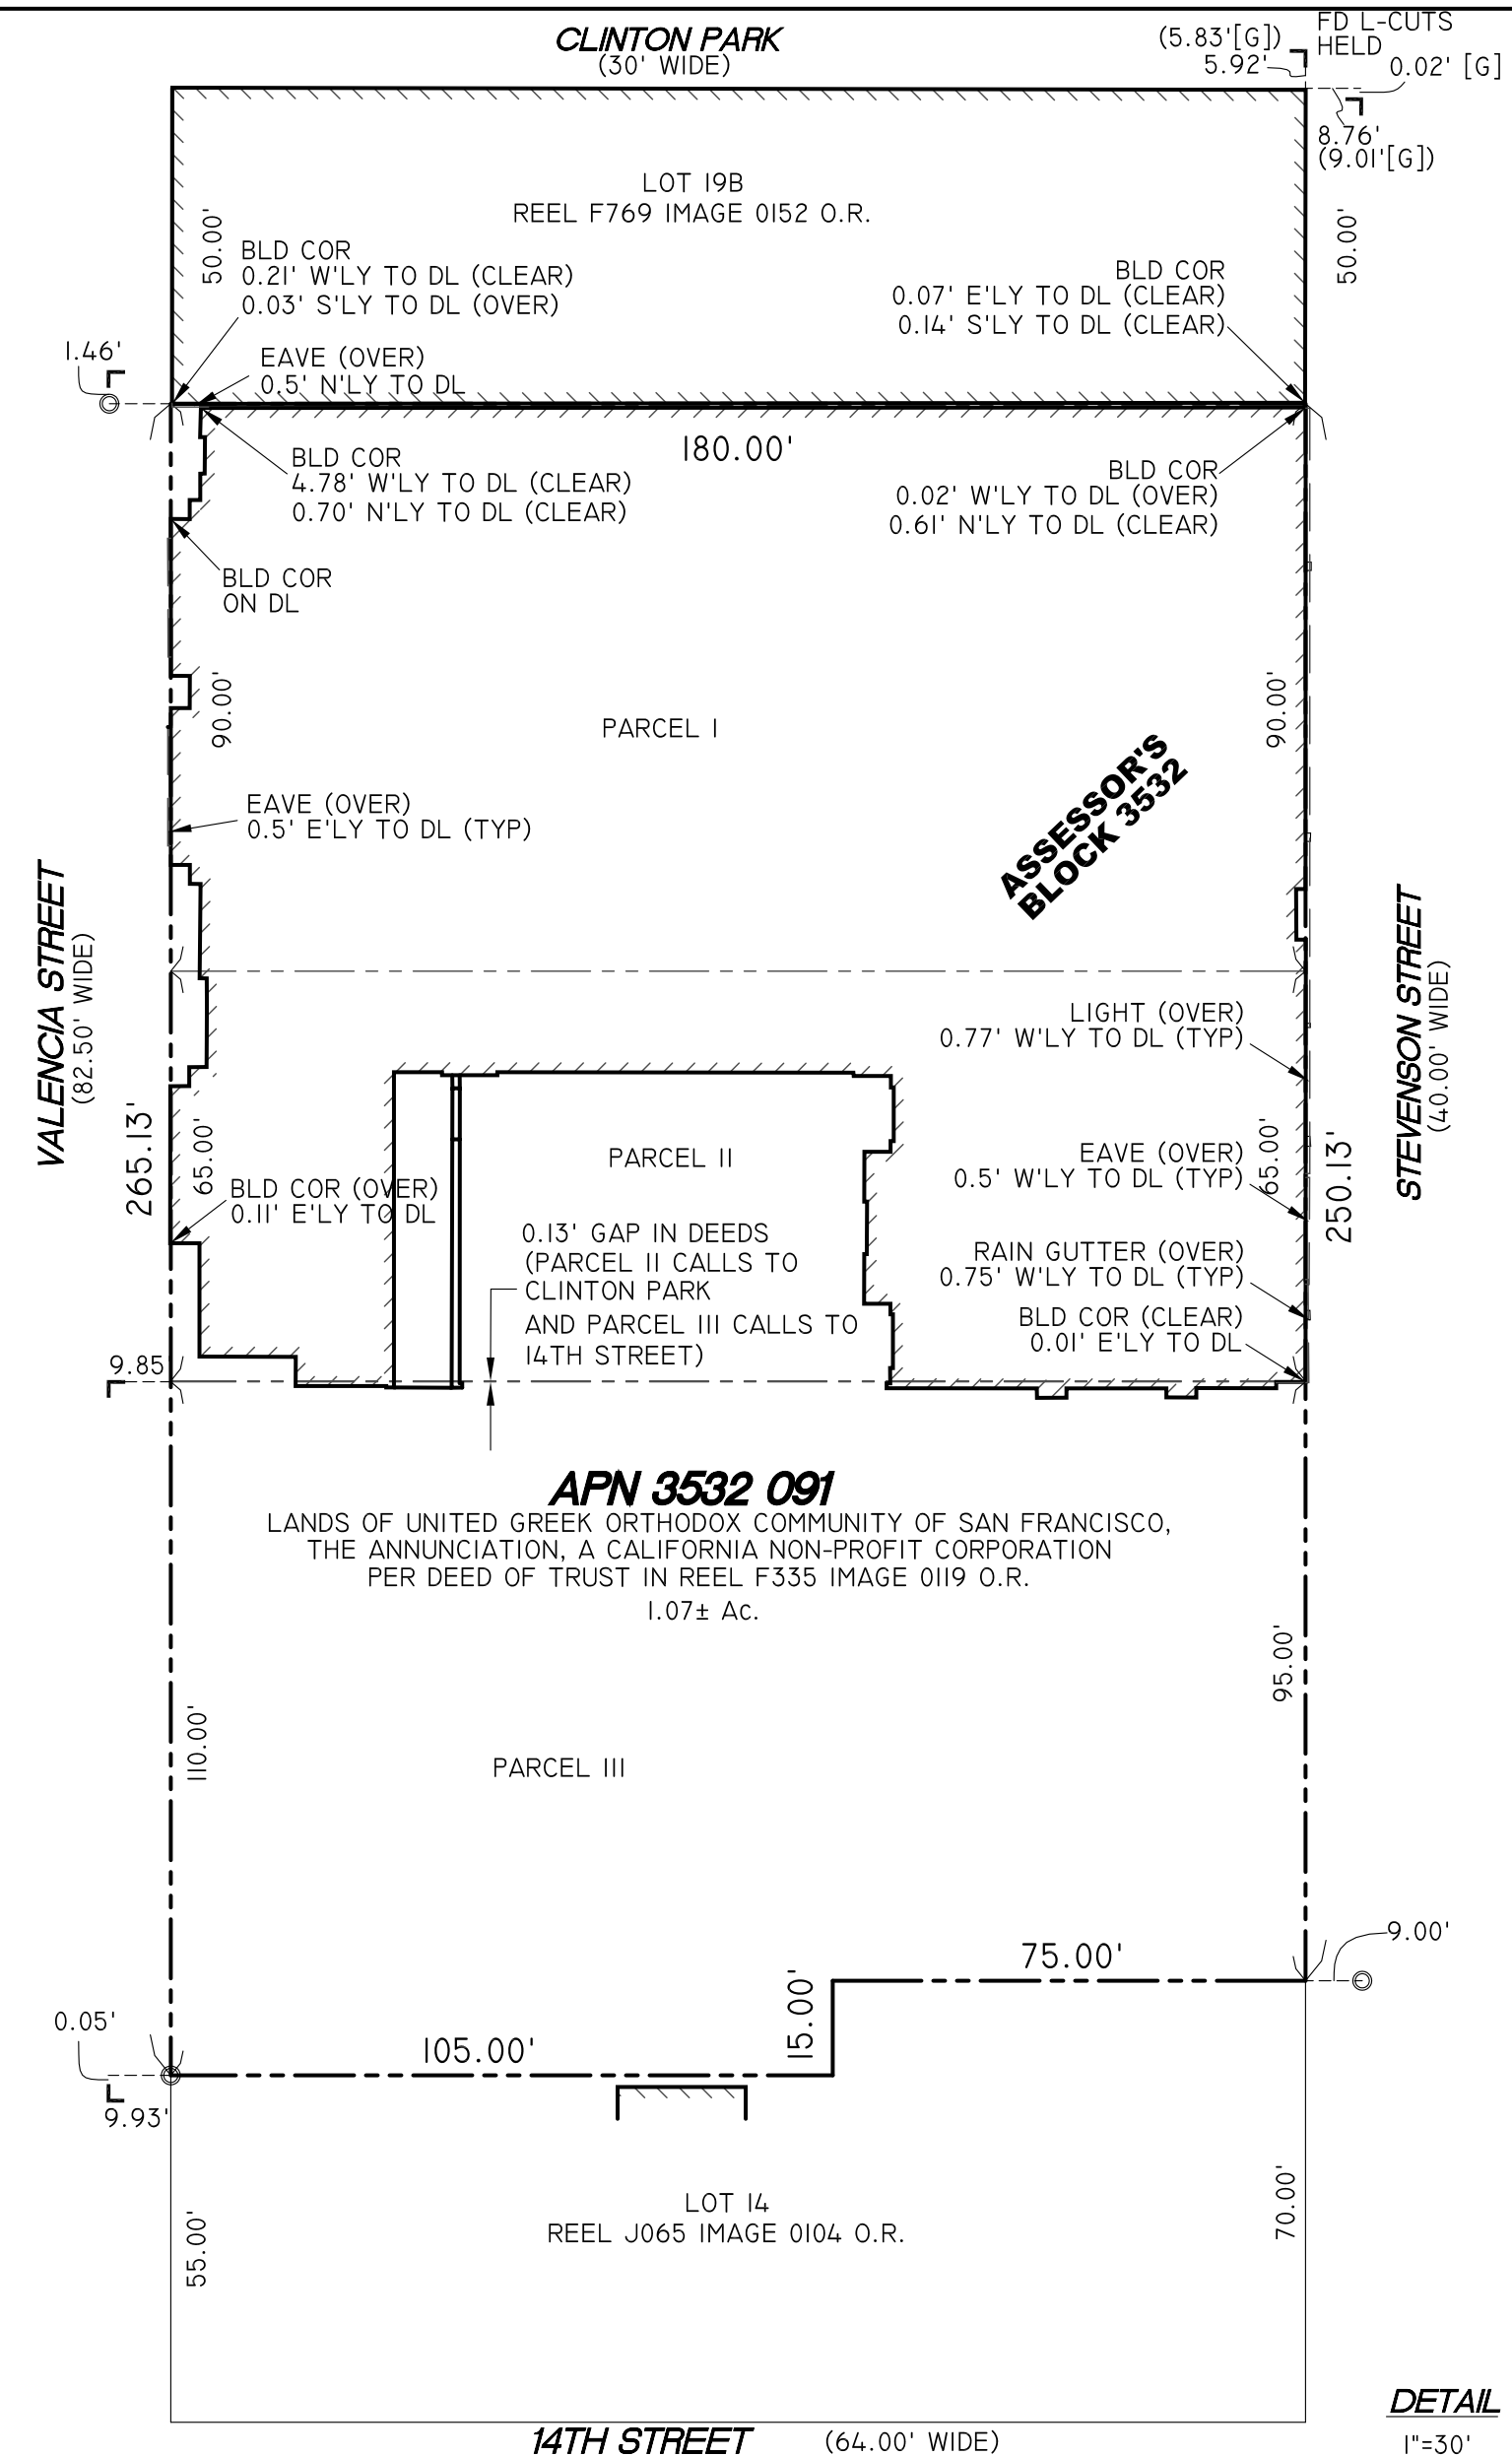 CLINTON PARK
(30' WIDE)
(5.83'[G])
5.92'
FD L-CUTS
HELD
0.02' [G]
8.76'
(9.01'[G])
LOT 19B
REEL F769 IMAGE 0152 O.R.
50.00'
50.00'
BLD COR
0.21' W'LY TO DL (CLEAR)
0.03' S'LY TO DL (OVER)
BLD COR
0.07' E'LY TO DL (CLEAR)
0.14' S'LY TO DL (CLEAR)
1.46'
EAVE (OVER)
0.5' N'LY TO DL
180.00'
BLD COR
4.78' W'LY TO DL (CLEAR)
0.70' N'LY TO DL (CLEAR)
BLD COR
0.02' W'LY TO DL (OVER)
0.61' N'LY TO DL (CLEAR)
BLD COR
ON DL
90.00'
PARCEL I
90.00'
EAVE (OVER)
0.5' E'LY TO DL (TYP)
ASSESSOR'S
BLOCK 3532
VALENCIA STREET
(82.50' WIDE)
STEVENSON STREET
(40.00' WIDE)
LIGHT (OVER)
0.77' W'LY TO DL (TYP)
265.13'
65.00'
PARCEL II
EAVE (OVER)
0.5' W'LY TO DL (TYP)
65.00'
250.13'
BLD COR (OVER)
0.11' E'LY TO DL
0.13' GAP IN DEEDS
(PARCEL II CALLS TO
CLINTON PARK
AND PARCEL III CALLS TO
14TH STREET)
RAIN GUTTER (OVER)
0.75' W'LY TO DL (TYP)
BLD COR (CLEAR)
0.01' E'LY TO DL
9.85
APN 3532 091
LANDS OF UNITED GREEK ORTHODOX COMMUNITY OF SAN FRANCISCO,
THE ANNUNCIATION, A CALIFORNIA NON-PROFIT CORPORATION
PER DEED OF TRUST IN REEL F335 IMAGE 0119 O.R.
1.07± Ac.
95.00'
110.00'
PARCEL III
9.00'
75.00'
15.00'
0.05'
105.00'
9.93'
LOT 14
REEL J065 IMAGE 0104 O.R.
55.00'
70.00'
14TH STREET (64.00' WIDE)
DETAIL
1"=30'